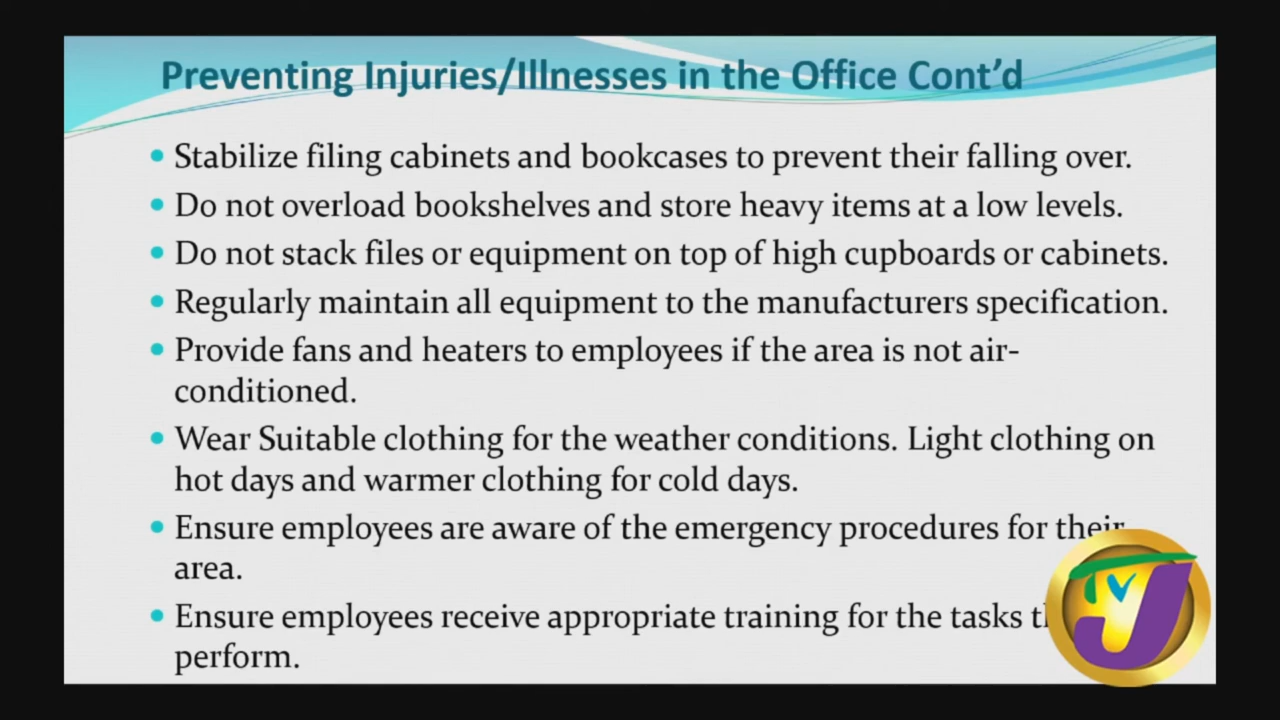 Preventing Injuries/Illnesses in the Office Cont'd
• Stabilize filing cabinets and bookcases to prevent their falling over.
• Do not overload bookshelves and store heavy items at a low levels.
• Do not stack files or equipment on top of high cupboards or cabinets.
• Regularly maintain all equipment to the manufacturers specification.
• Provide fans and heaters to employees if the area is not air-
conditioned.
• Wear Suitable clothing for the weather conditions. Light clothing on
hot days and warmer clothing for cold days.
• Ensure employees are aware of the emergency procedures for their
area.
• Ensure employees receive appropriate training for the tasks
perform.
TVJ